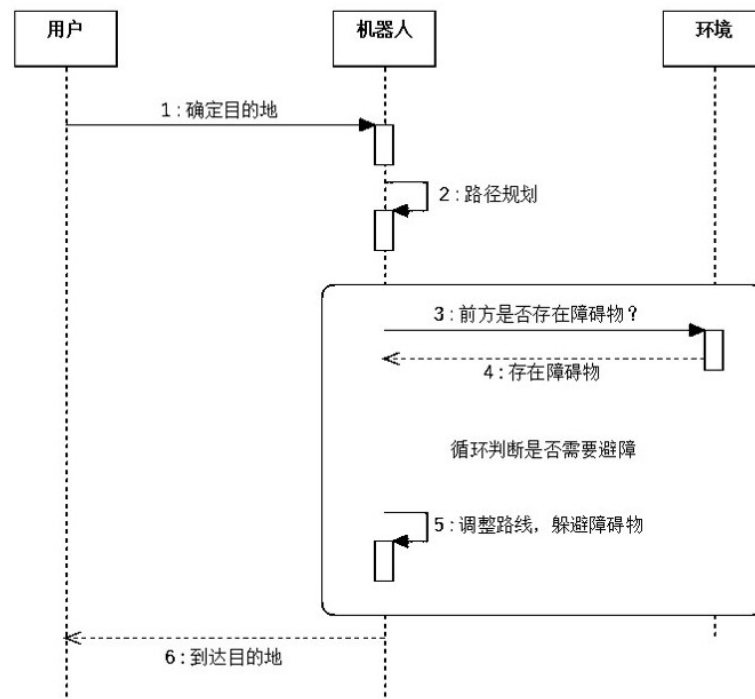 用户
机器人
环境
1 : 确定目的地
2 : 路径规划
3 : 前方是否存在障碍物？
4 : 存在障碍物
循环判断是否需要避障
5 : 调整路线，躲避障碍物
6 : 到达目的地